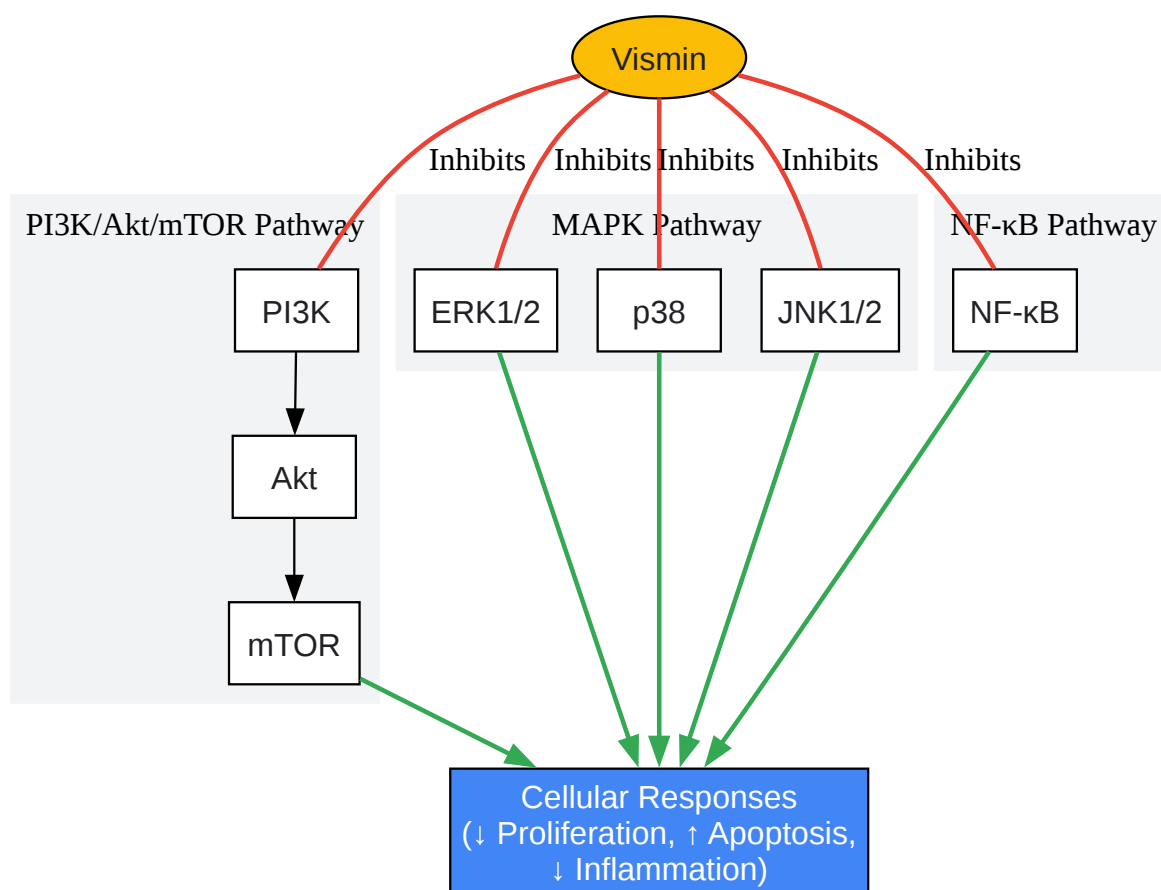 Vismin
Inhibits
Inhibits
Inhibits
Inhibits
Inhibits
PI3K/Akt/mTOR Pathway
MAPK Pathway
NF-κB Pathway
PI3K
ERK1/2
p38
JNK1/2
NF-κB
Akt
mTOR
Cellular Responses
(↓ Proliferation, ↑ Apoptosis,
↓ Inflammation)